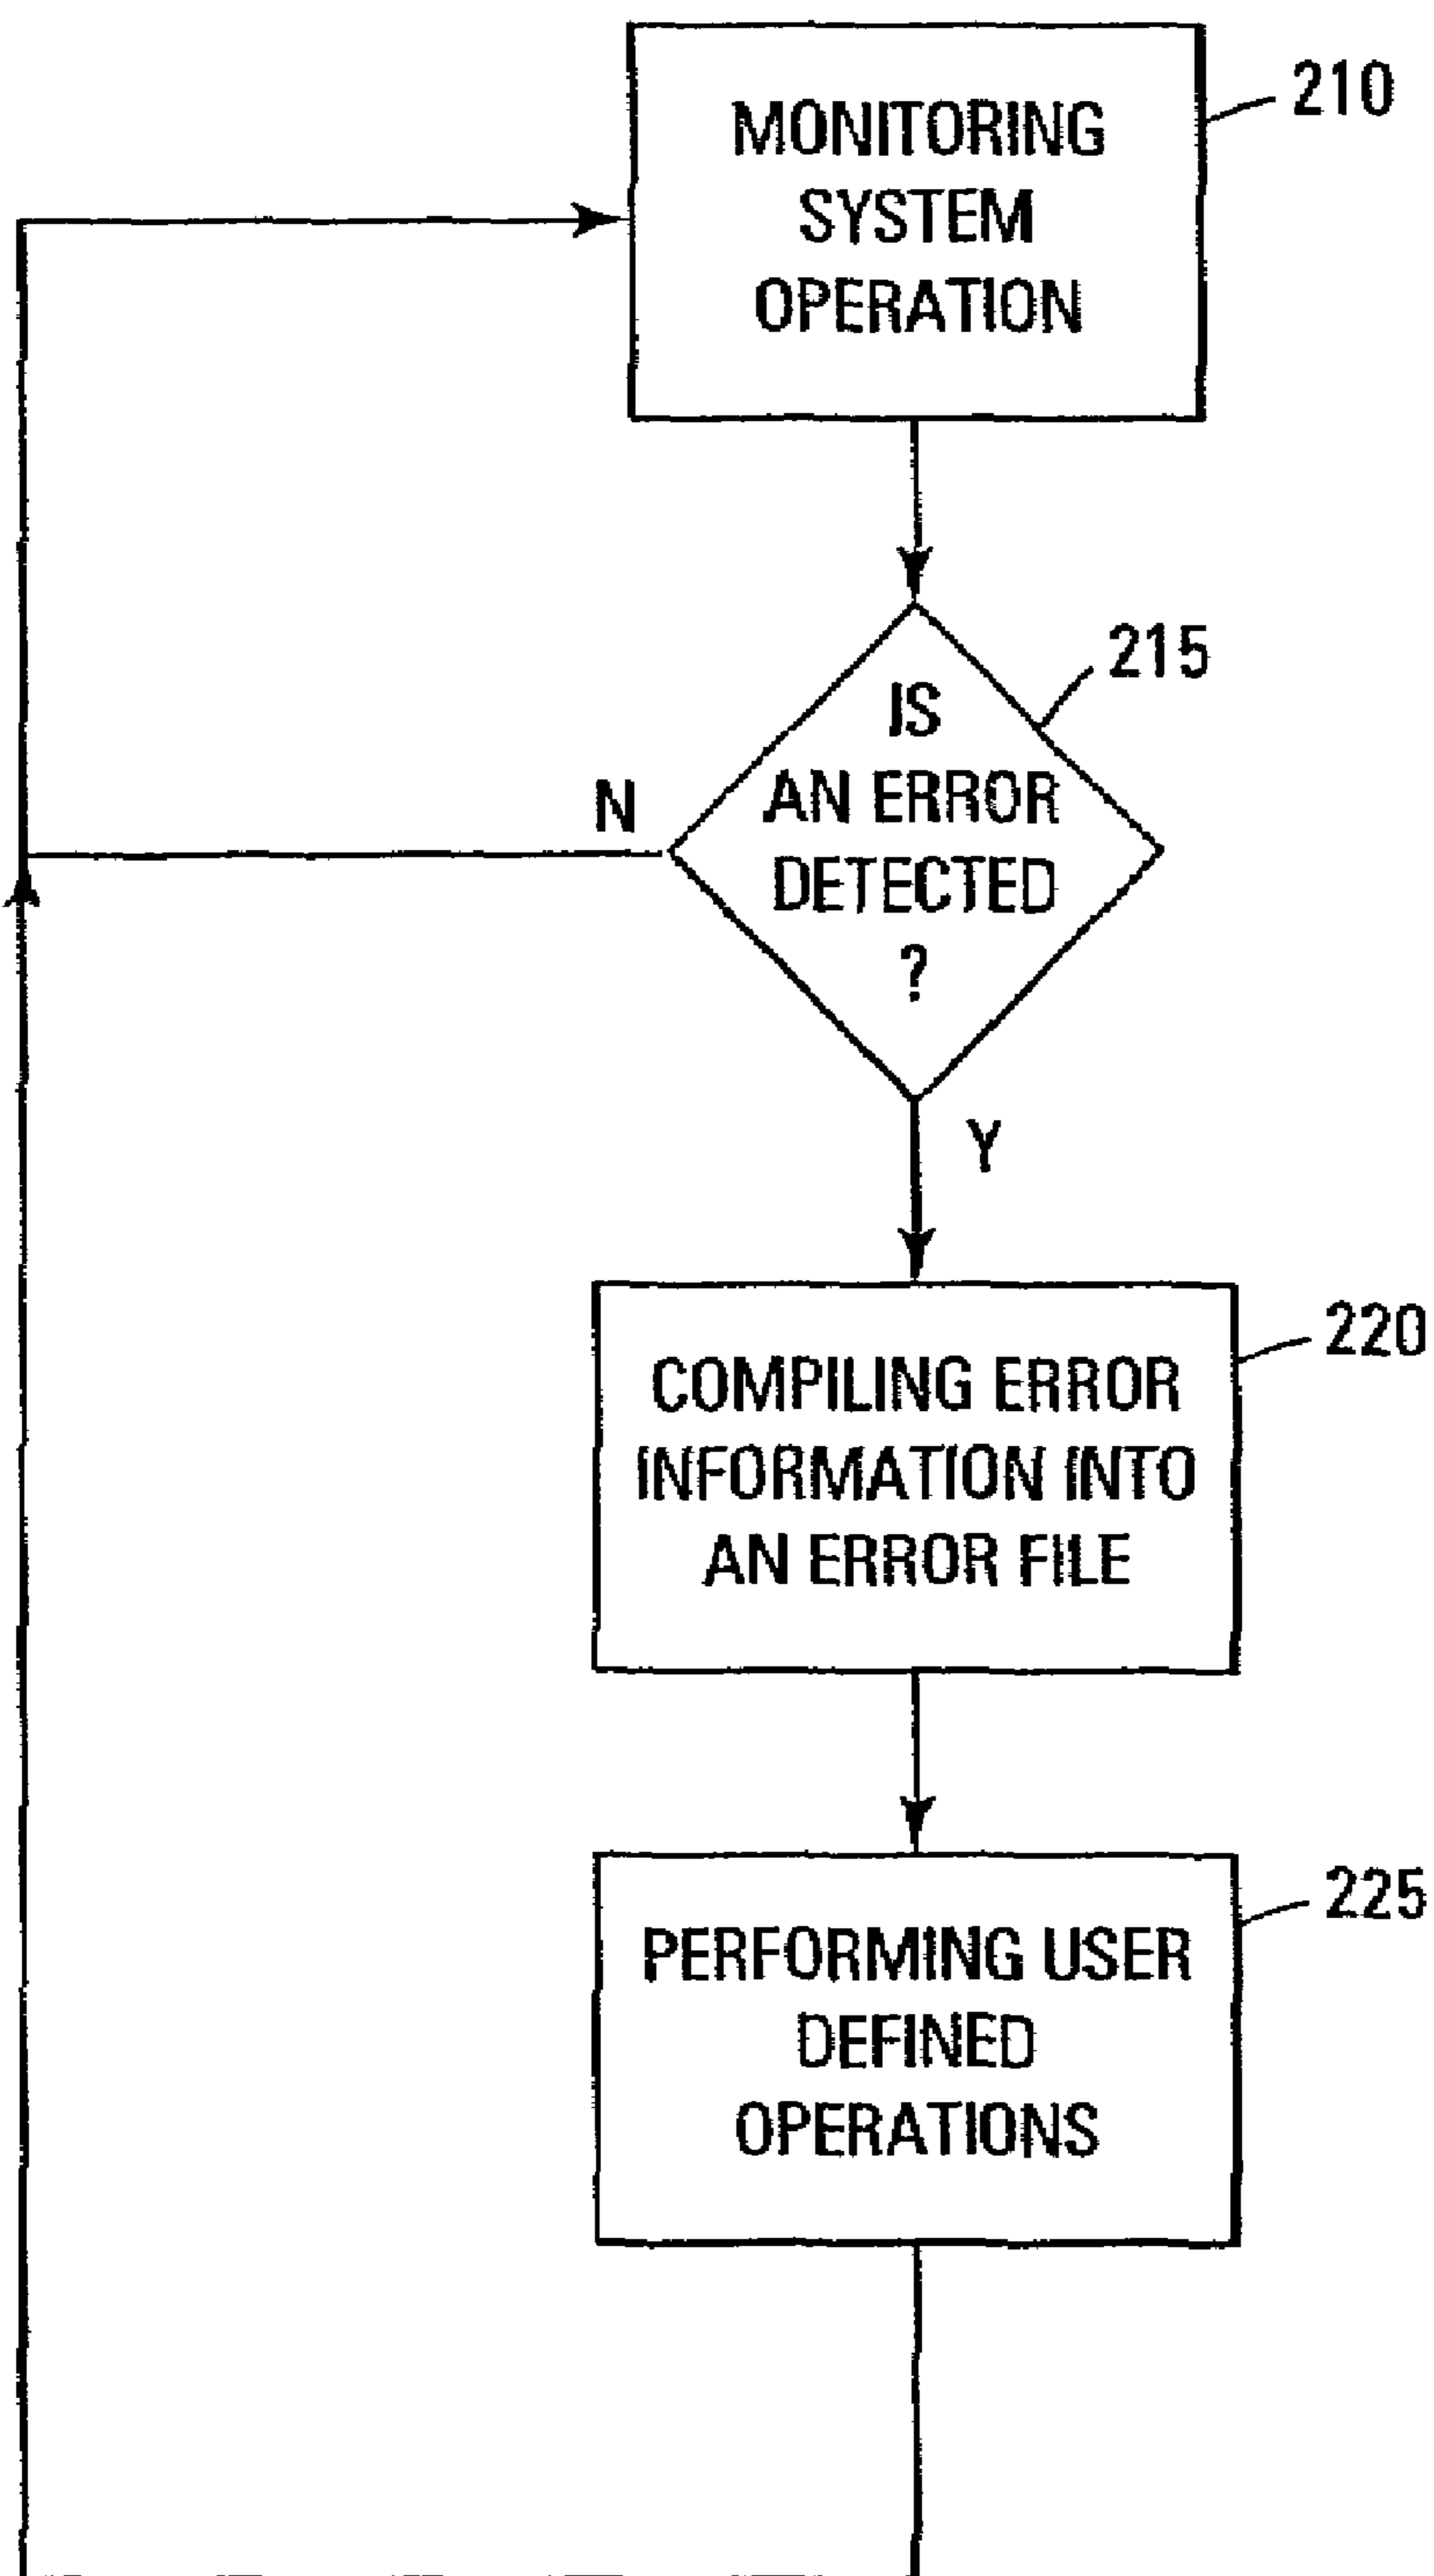 MONITORING
SYSTEM
OPERATION
210
IS
AN ERROR
DETECTED
?
215
N
Y
COMPILING ERROR
INFORMATION INTO
AN ERROR FILE
220
PERFORMING USER
DEFINED
OPERATIONS
225